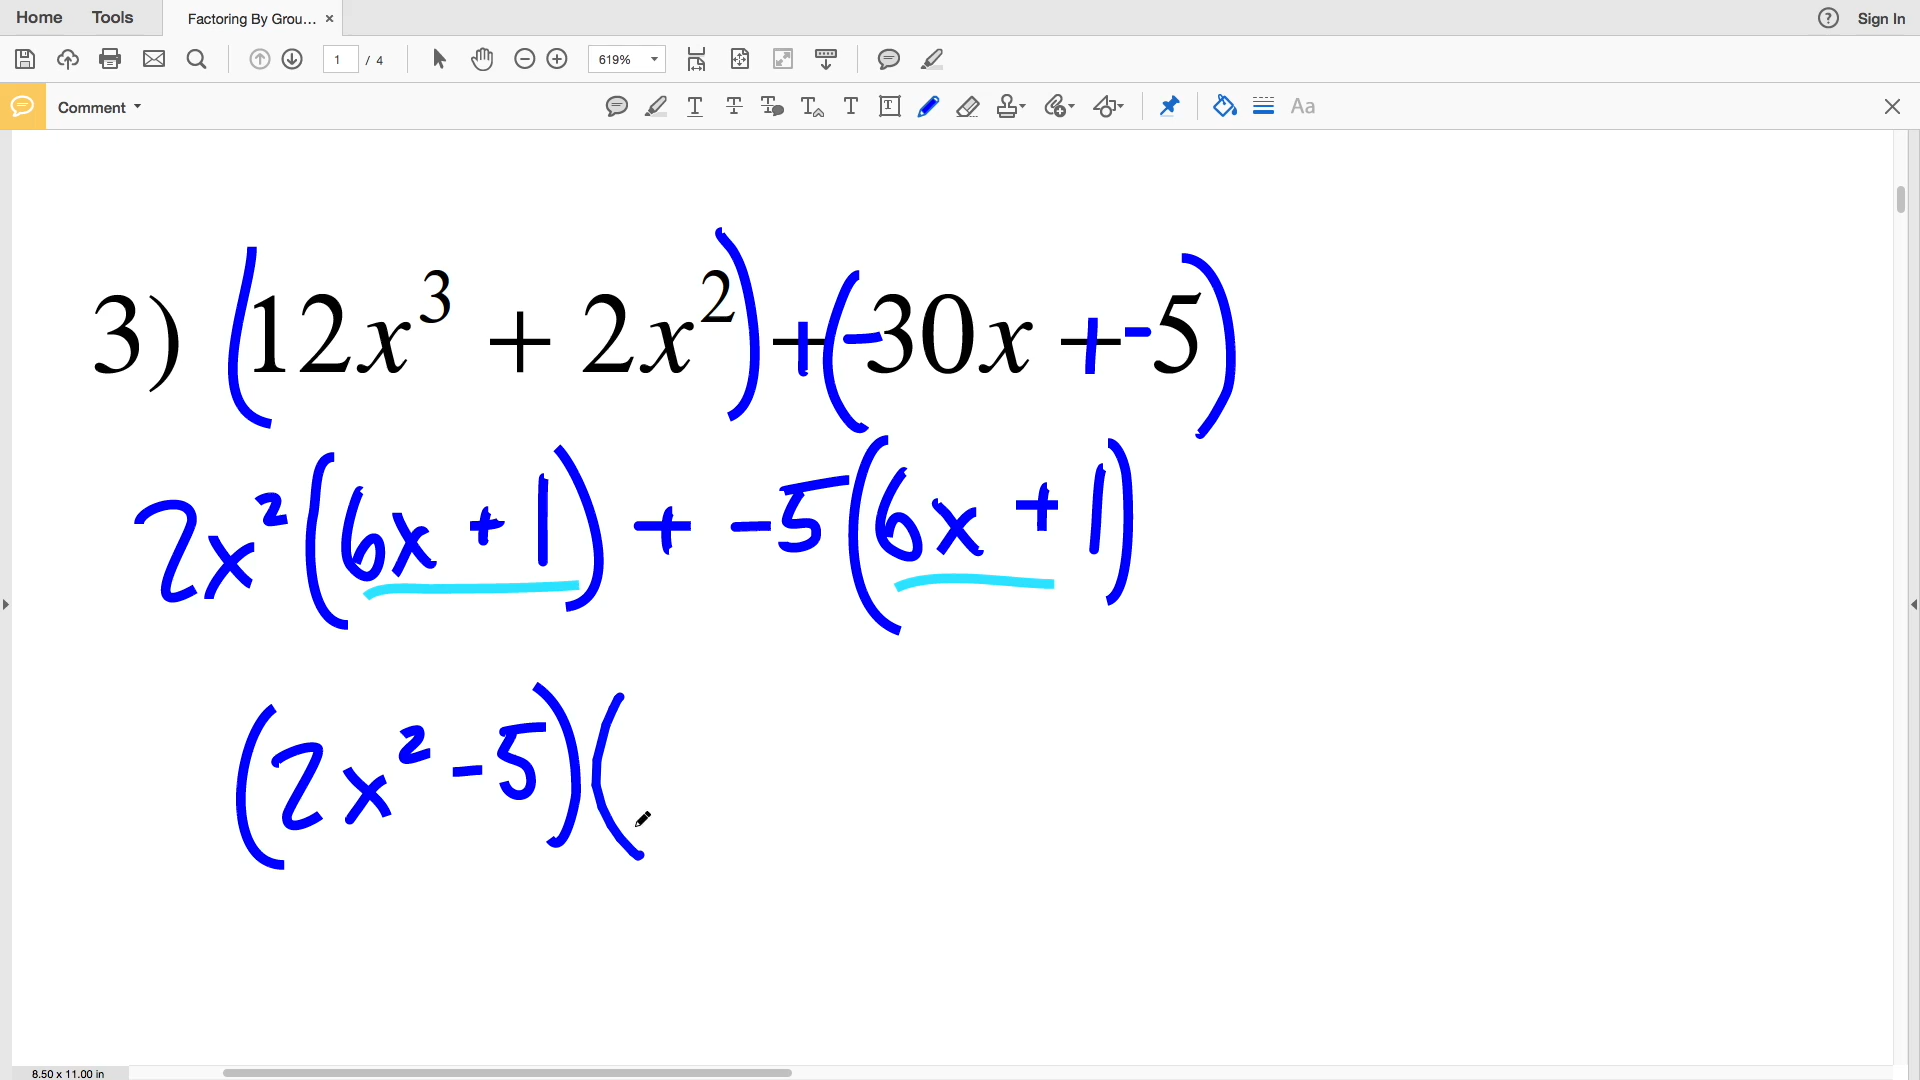 Home Tools Factoring By Grou... × Sign In
1 / 4 619%
Comment Aa
3) (12x³ + 2x²) + (-30x + -5)
2x² (6x + 1) + -5 (6x + 1)
(2x² - 5) (
8.50 x 11.00 in